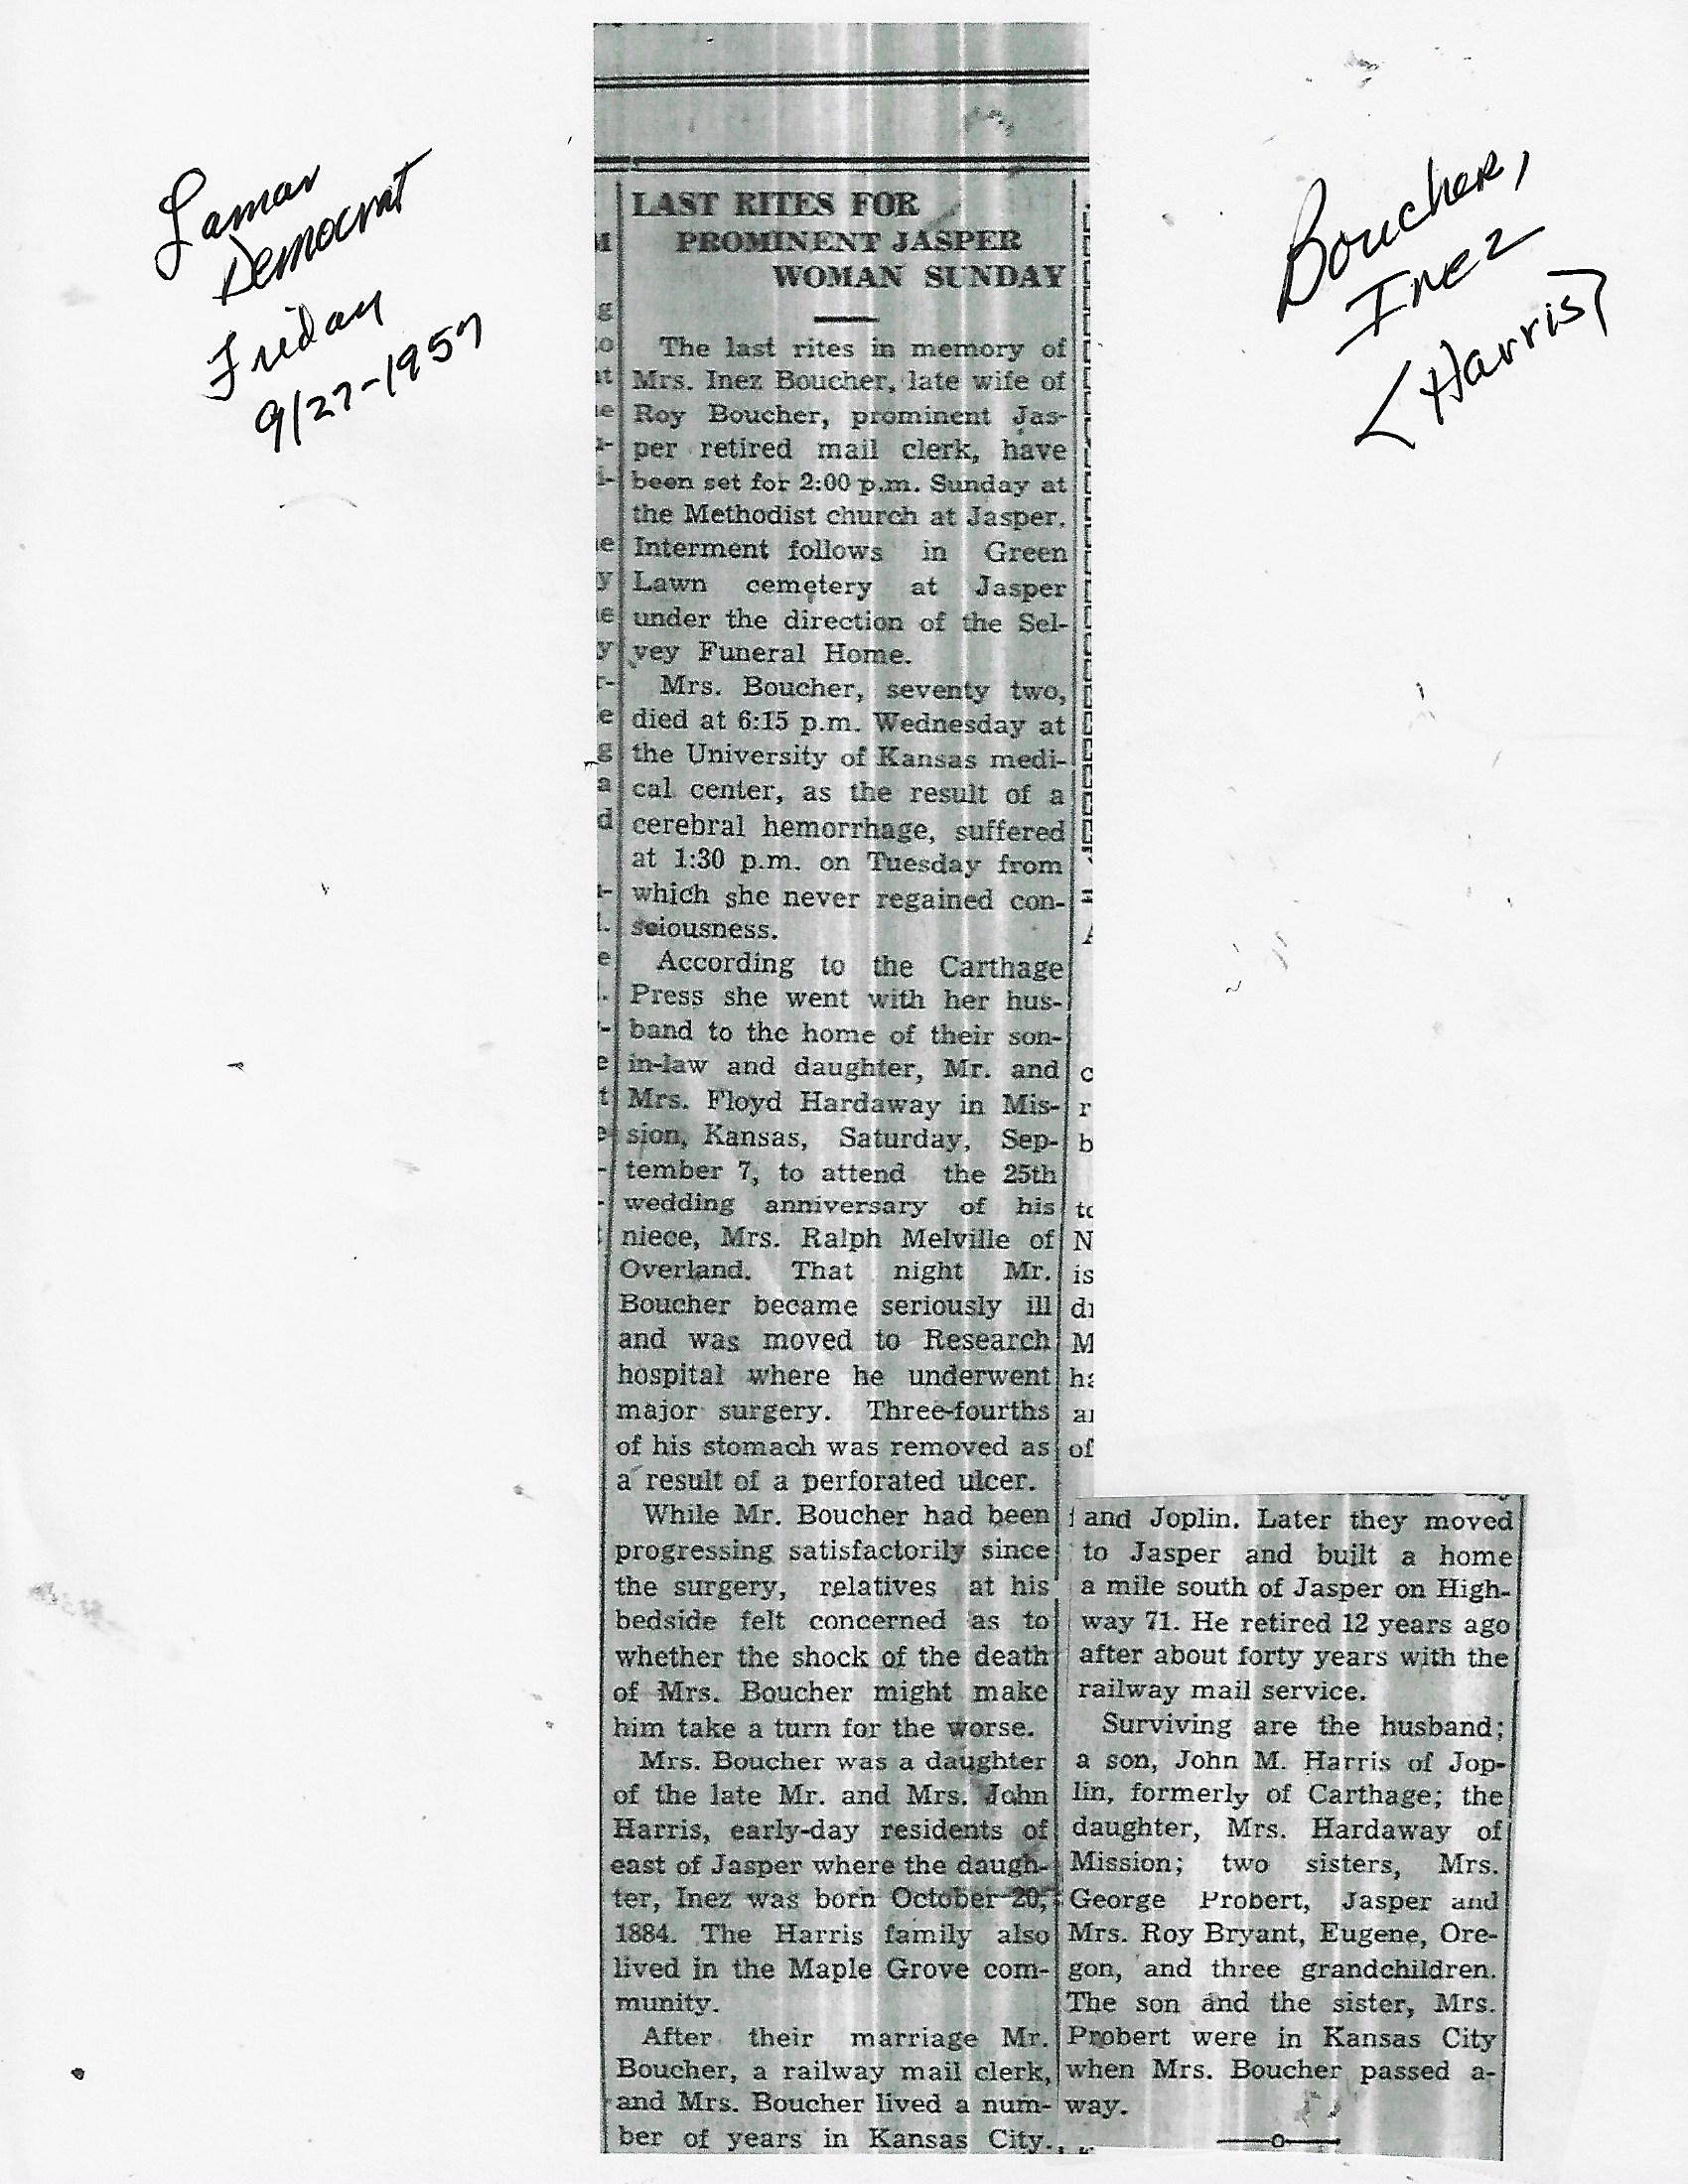 Lamar
Democrat
Friday
9/27-1957
Boucher,
Inez
(Harris)
LAST RITES FOR
PROMINENT JASPER
WOMAN SUNDAY
The last rites in memory of
Mrs. Inez Boucher, late wife of
Roy Boucher, prominent Jas-
per retired mail clerk, have
been set for 2:00 p.m. Sunday at
the Methodist church at Jasper.
Interment follows in Green
Lawn cemetery at Jasper
under the direction of the Sel-
vey Funeral Home.
Mrs. Boucher, seventy two,
died at 6:15 p.m. Wednesday at
the University of Kansas medi-
cal center, as the result of a
cerebral hemorrhage, suffered
at 1:30 p.m. on Tuesday from
which she never regained con-
sciousness.
According to the Carthage
Press she went with her hus-
band to the home of their son-
in-law and daughter, Mr. and
Mrs. Floyd Hardaway in Mis-
sion, Kansas, Saturday, Sep-
tember 7, to attend the 25th
wedding anniversary of his
niece, Mrs. Ralph Melville of
Overland. That night Mr.
Boucher became seriously ill
and was moved to Research
hospital where he underwent
major surgery. Three-fourths
of his stomach was removed as
a result of a perforated ulcer.
While Mr. Boucher had been
progressing satisfactorily since
the surgery, relatives at his
bedside felt concerned as to
whether the shock of the death
of Mrs. Boucher might make
him take a turn for the worse.
Mrs. Boucher was a daughter
of the late Mr. and Mrs. John
Harris, early-day residents of
east of Jasper where the daugh-
ter, Inez was born October 20,
1884. The Harris family also
lived in the Maple Grove com-
munity.
After their marriage Mr.
Boucher, a railway mail clerk,
and Mrs. Boucher lived a num-
ber of years in Kansas City.
and Joplin. Later they moved
to Jasper and built a home
a mile south of Jasper on High-
way 71. He retired 12 years ago
after about forty years with the
railway mail service.
Surviving are the husband;
a son, John M. Harris of Jop-
lin, formerly of Carthage; the
daughter, Mrs. Hardaway of
Mission; two sisters, Mrs.
George Probert, Jasper and
Mrs. Roy Bryant, Eugene, Ore-
gon, and three grandchildren.
The son and the sister, Mrs.
Probert were in Kansas City
when Mrs. Boucher passed a-
way.